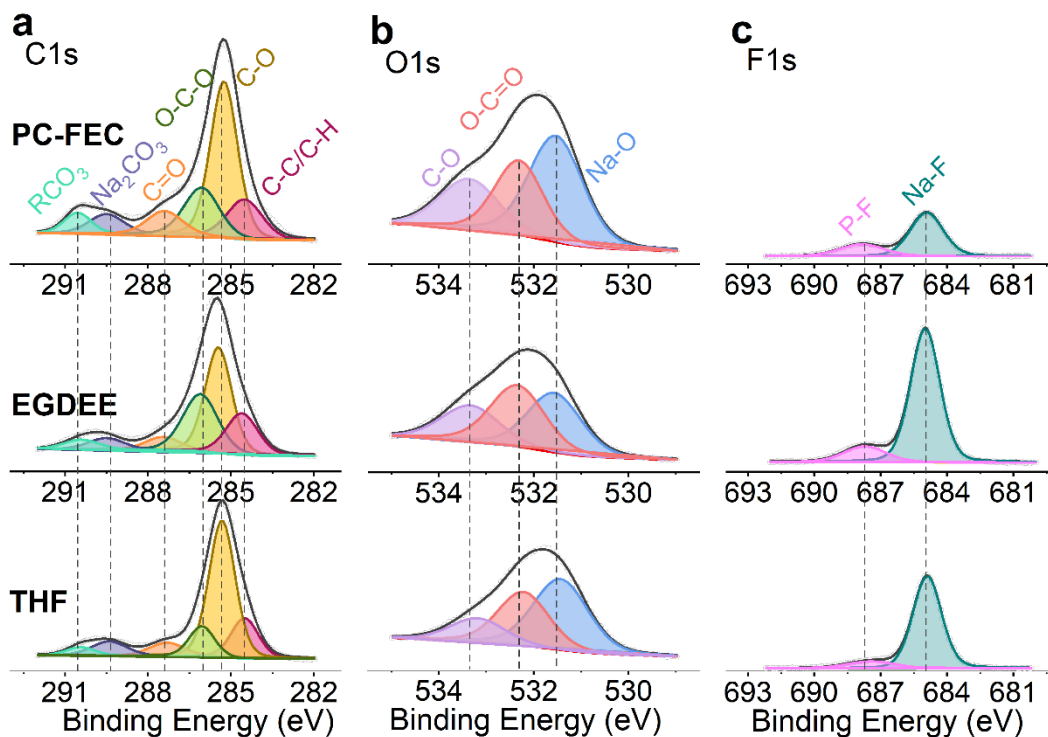 a
C1s
PC-FEC
RCO₃
Na₂CO₃
C=O
O-C-O
C-O
C-C/C-H
291 288 285 282
EGDEE
291 288 285 282
THF
291 288 285 282
Binding Energy (eV)
b
O1s
C-O
O-C=O
Na-O
534 532 530
534 532 530
534 532 530
Binding Energy (eV)
c
F1s
P-F
Na-F
693 690 687 684 681
693 690 687 684 681
693 690 687 684 681
Binding Energy (eV)